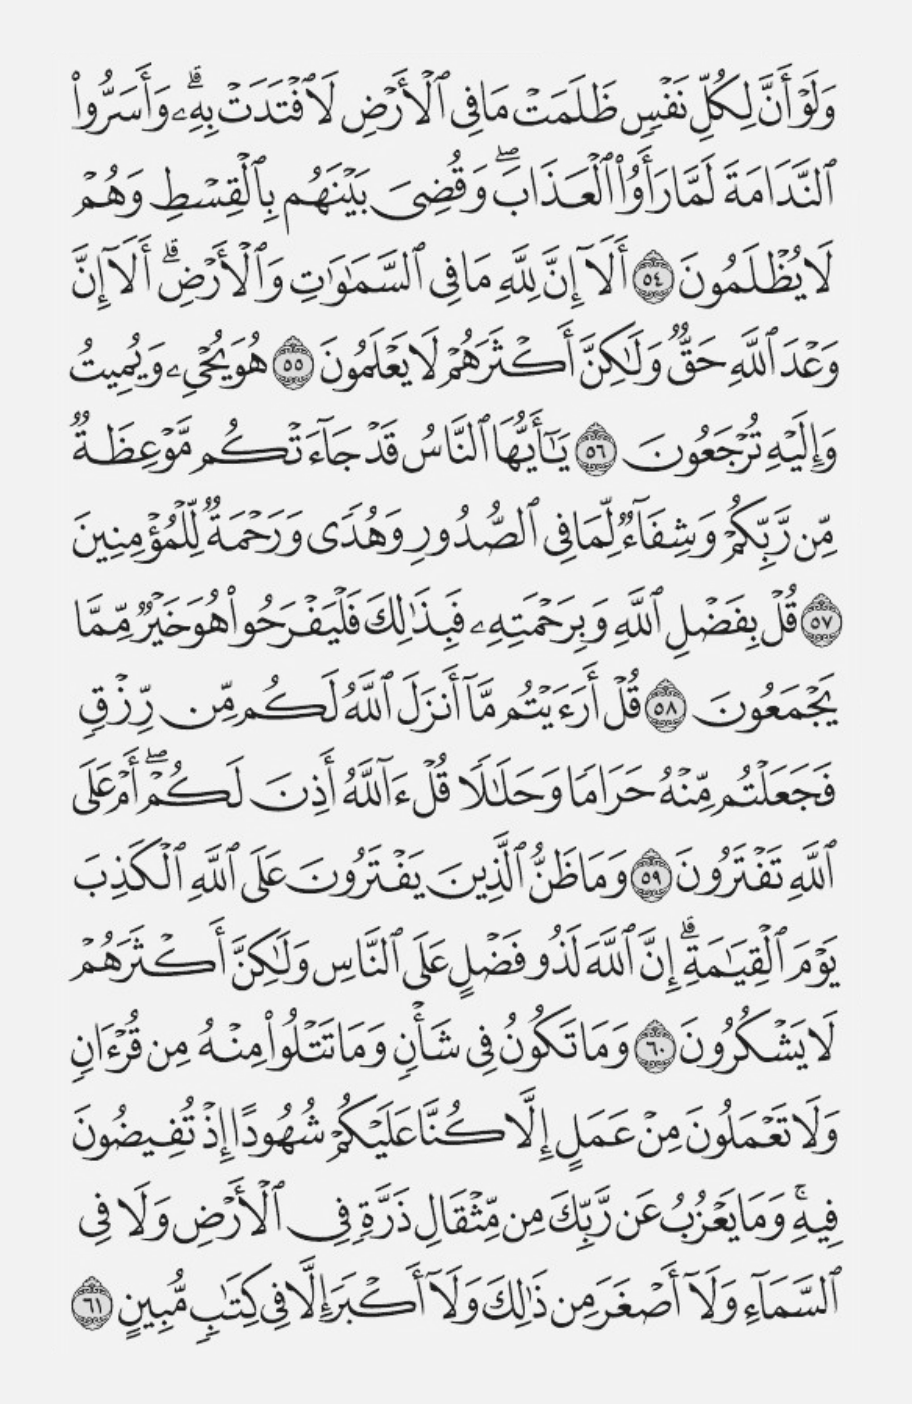 وَلَوْ أَنَّ لِكُلِّ نَفْسٍ ظَلَمَتْ مَا فِي ٱلْأَرْضِ لَٱفْتَدَتْ بِهِۦۗ وَأَسَرُّوا۟
ٱلنَّدَامَةَ لَمَّا رَأَوُا۟ ٱلْعَذَابَۖ وَقُضِيَ بَيْنَهُم بِٱلْقِسْطِ وَهُمْ
لَا يُظْلَمُونَ ٥٤ أَلَآ إِنَّ لِلَّهِ مَا فِي ٱلسَّمَٰوَٰتِ وَٱلْأَرْضِۗ أَلَآ إِنَّ
وَعْدَ ٱللَّهِ حَقٌّ وَلَٰكِنَّ أَكْثَرَهُمْ لَا يَعْلَمُونَ ٥٥ هُوَ يُحْيِۦ وَيُمِيتُ
وَإِلَيْهِ تُرْجَعُونَ ٥٦ يَٰٓأَيُّهَا ٱلنَّاسُ قَدْ جَآءَتْكُم مَّوْعِظَةٌ
مِّن رَّبِّكُمْ وَشِفَآءٌ لِّمَا فِي ٱلصُّدُورِ وَهُدًى وَرَحْمَةٌ لِّلْمُؤْمِنِينَ
٥٧ قُلْ بِفَضْلِ ٱللَّهِ وَبِرَحْمَتِهِۦ فَبِذَٰلِكَ فَلْيَفْرَحُوا۟ هُوَ خَيْرٌ مِّمَّا
يَجْمَعُونَ ٥٨ قُلْ أَرَءَيْتُم مَّآ أَنزَلَ ٱللَّهُ لَكُم مِّن رِّزْقٍ
فَجَعَلْتُم مِّنْهُ حَرَامًا وَحَلَٰلًا قُلْ ءَآللَّهُ أَذِنَ لَكُمْۖ أَمْ عَلَى
ٱللَّهِ تَفْتَرُونَ ٥٩ وَمَا ظَنُّ ٱلَّذِينَ يَفْتَرُونَ عَلَى ٱللَّهِ ٱلْكَذِبَ
يَوْمَ ٱلْقِيَٰمَةِۗ إِنَّ ٱللَّهَ لَذُو فَضْلٍ عَلَى ٱلنَّاسِ وَلَٰكِنَّ أَكْثَرَهُمْ
لَا يَشْكُرُونَ ٦٠ وَمَا تَكُونُ فِي شَأْنٍ وَمَا تَتْلُوا۟ مِنْهُ مِن قُرْءَانٍ
وَلَا تَعْمَلُونَ مِنْ عَمَلٍ إِلَّا كُنَّا عَلَيْكُمْ شُهُودًا إِذْ تُفِيضُونَ
فِيهِۚ وَمَا يَعْزُبُ عَن رَّبِّكَ مِن مِّثْقَالِ ذَرَّةٍ فِي ٱلْأَرْضِ وَلَا فِي
ٱلسَّمَآءِ وَلَآ أَصْغَرَ مِن ذَٰلِكَ وَلَآ أَكْبَرَ إِلَّا فِي كِتَٰبٍ مُّبِينٍ ٦١